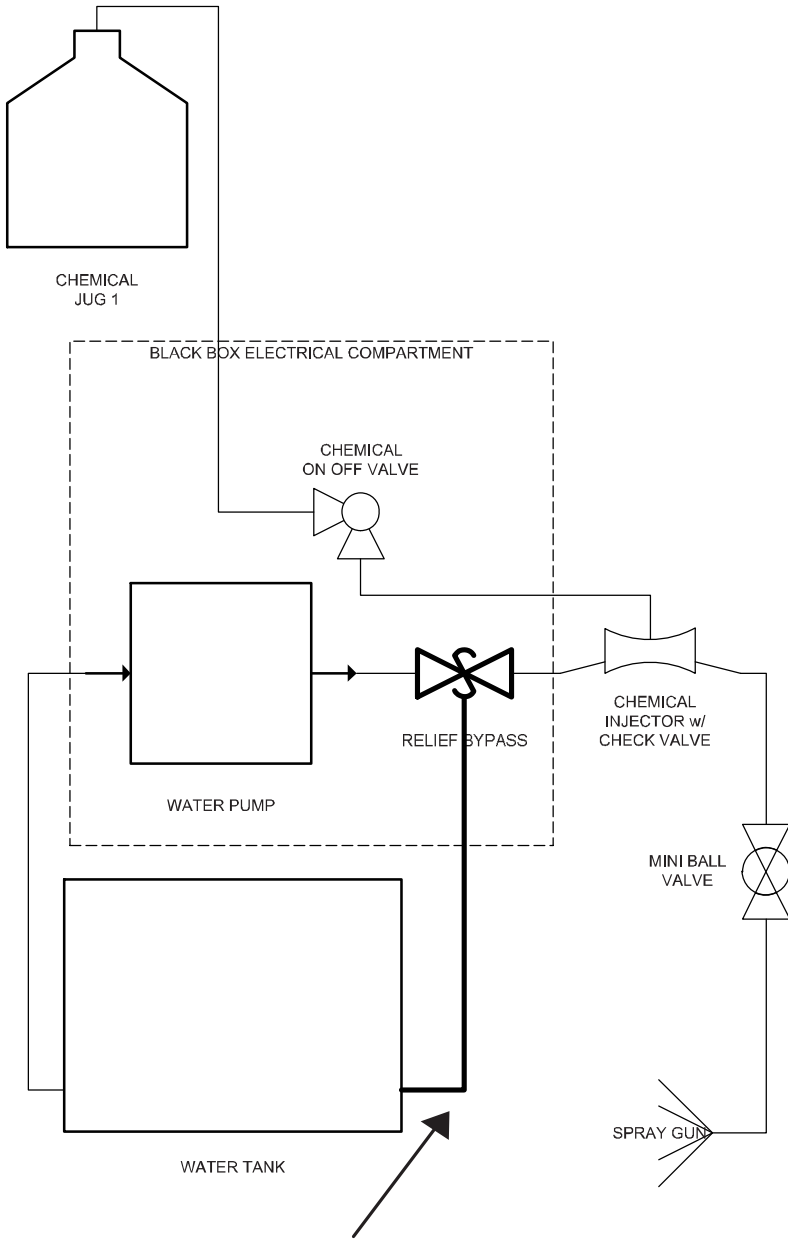 CHEMICAL
JUG 1
BLACK BOX ELECTRICAL COMPARTMENT
CHEMICAL
ON OFF VALVE
CHEMICAL
INJECTOR w/
CHECK VALVE
RELIEF BYPASS
WATER PUMP
MINI BALL
VALVE
SPRAY GUN
WATER TANK